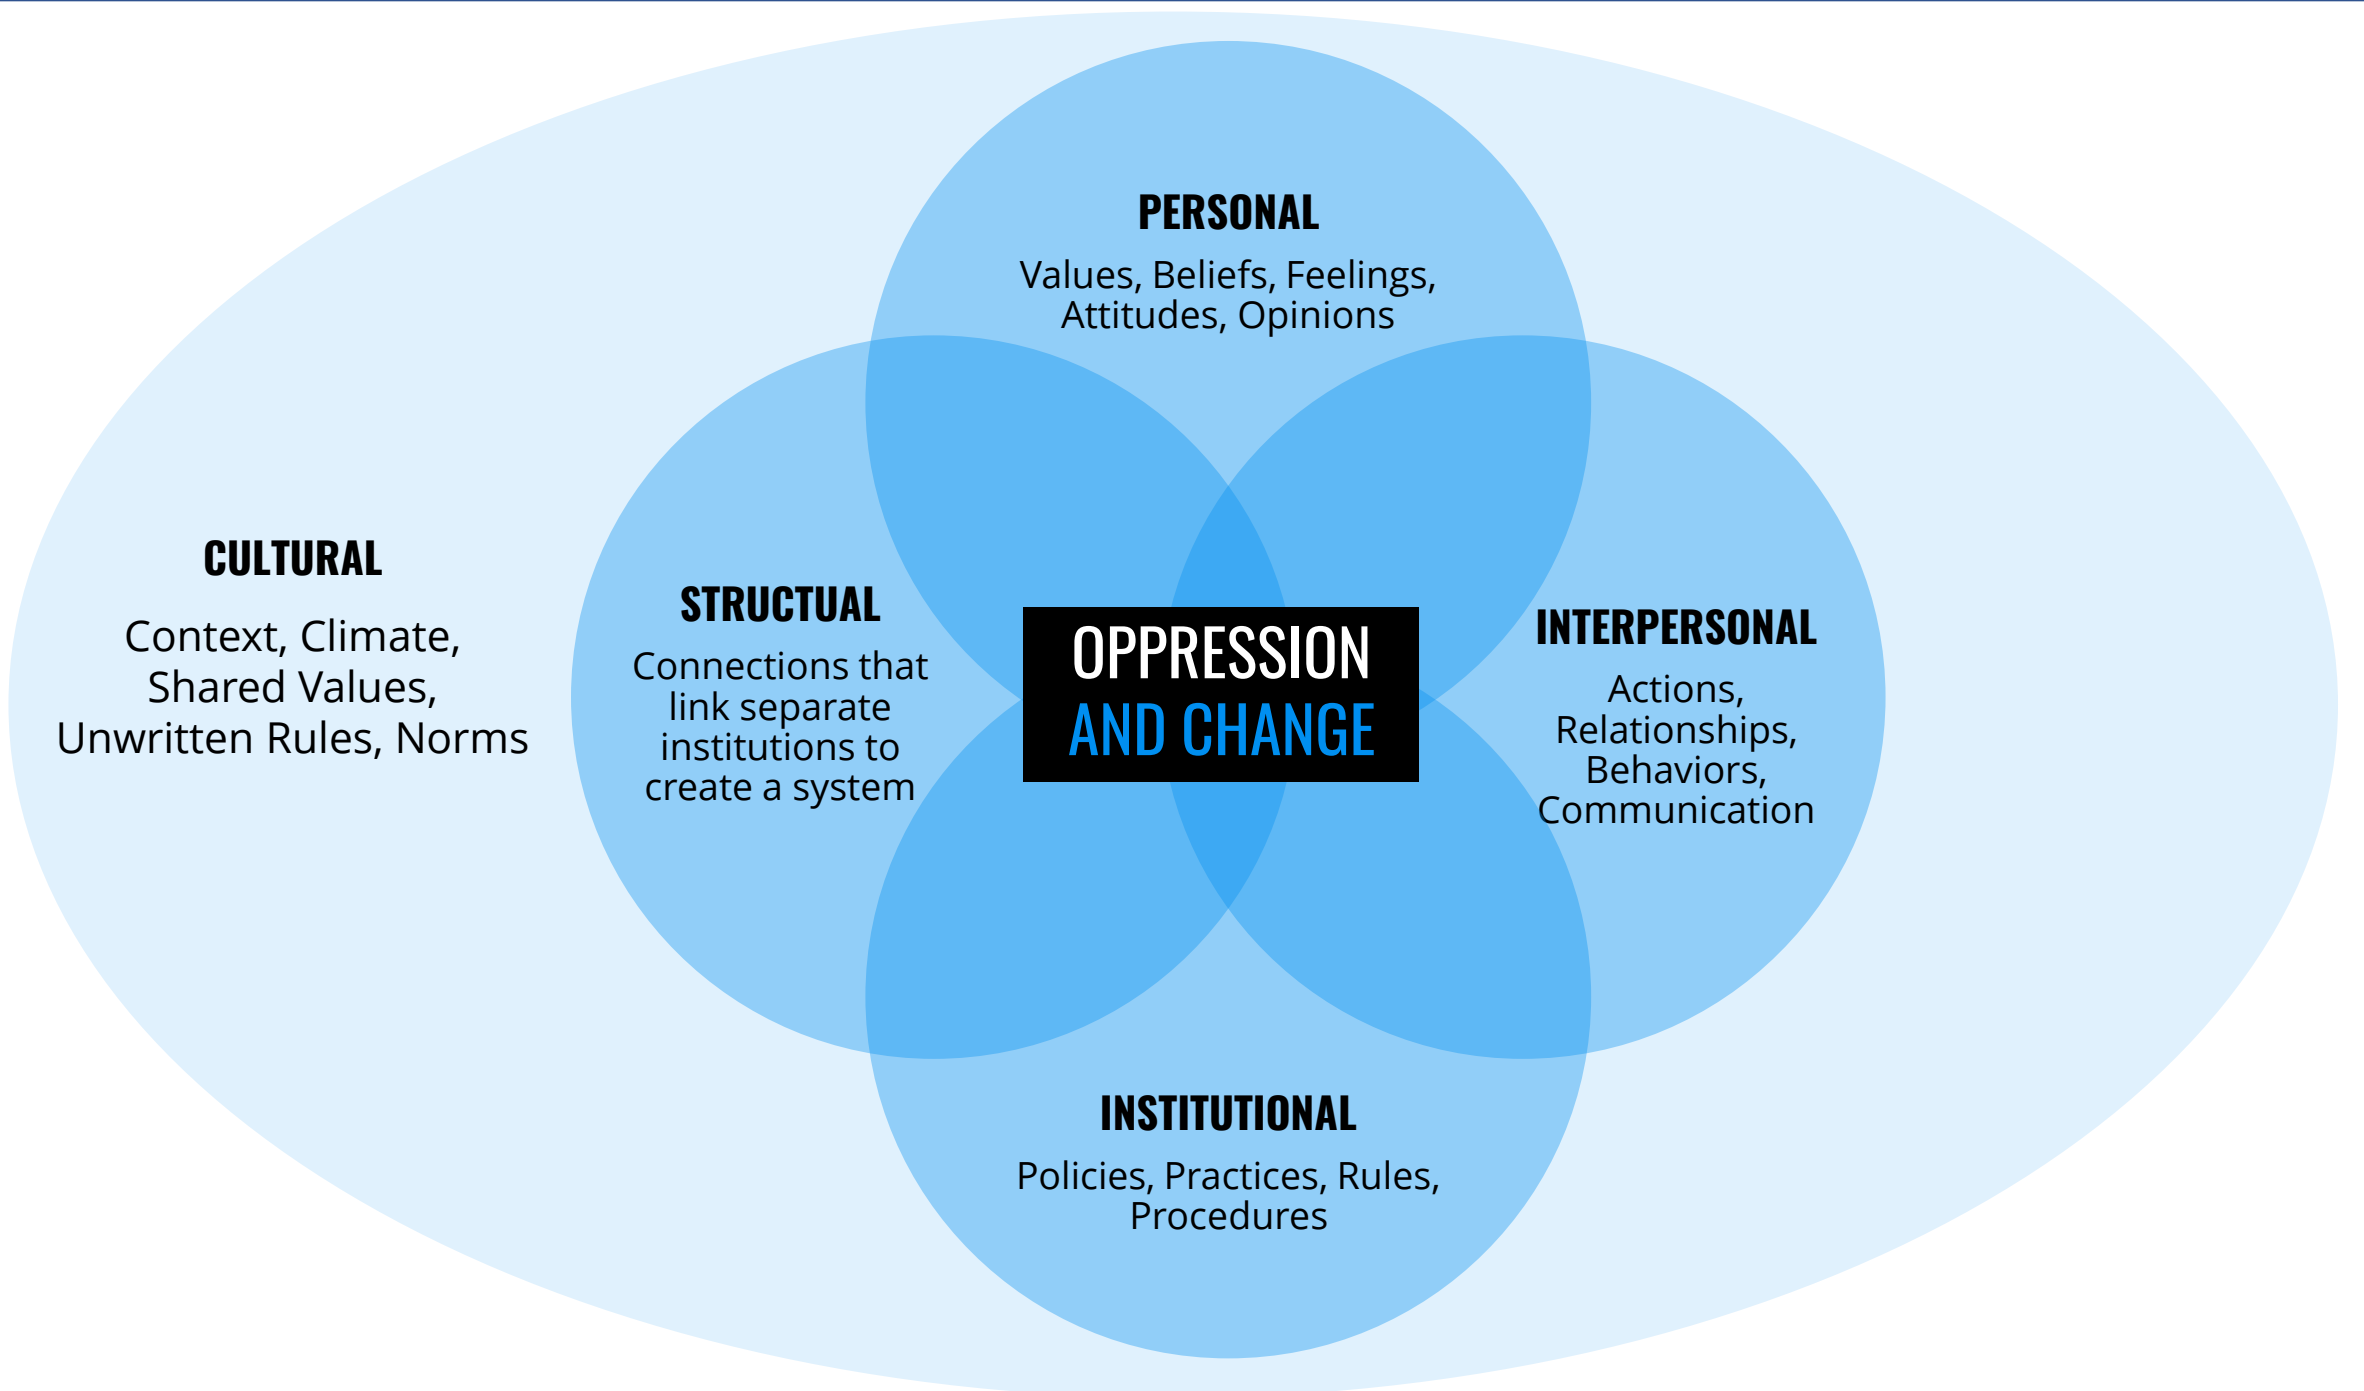 PERSONAL
Values, Beliefs, Feelings,
Attitudes, Opinions
CULTURAL
Context, Climate,
Shared Values,
Unwritten Rules, Norms
STRUCTUAL
Connections that
link separate
institutions to
create a system
OPPRESSION
AND CHANGE
INTERPERSONAL
Actions,
Relationships,
Behaviors,
Communication
INSTITUTIONAL
Policies, Practices, Rules,
Procedures